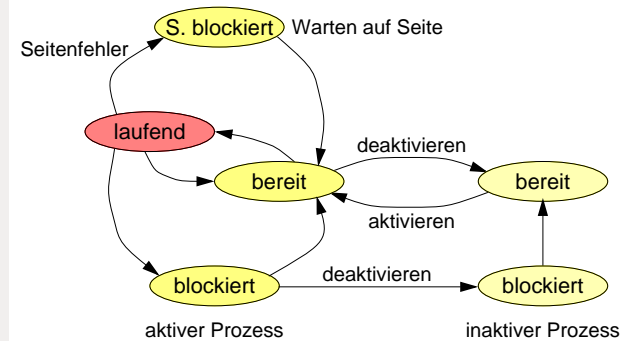 S. blockiert
Warten auf Seite
Seitenfehler
laufend
deaktivieren
bereit
bereit
aktivieren
deaktivieren
blockiert
blockiert
aktiver Prozess
inaktiver Prozess